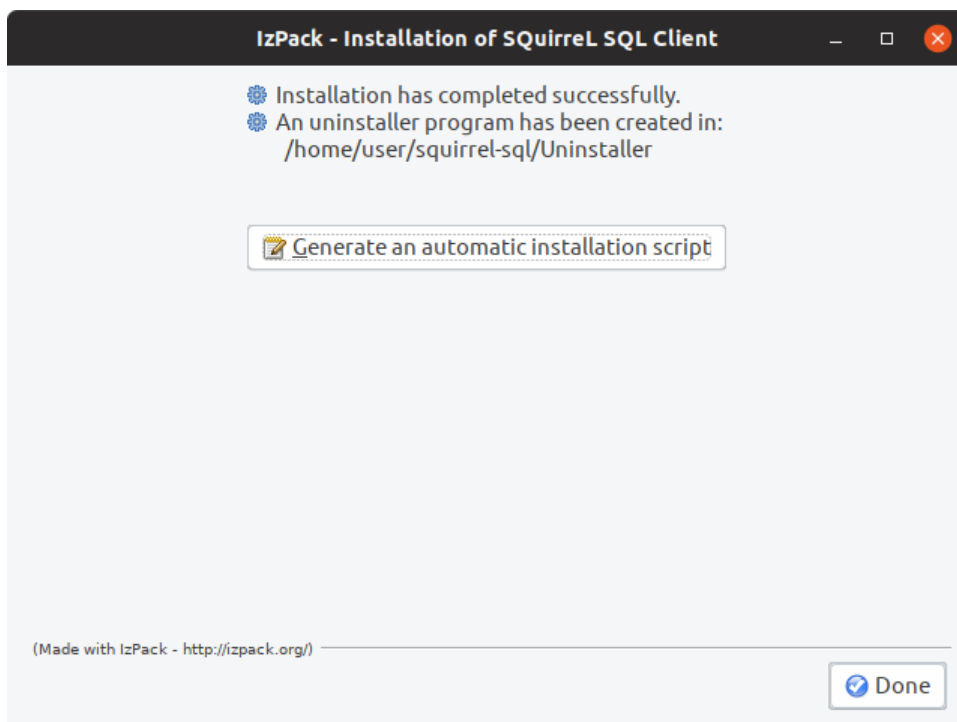 IzPack - Installation of SQuirreL SQL Client
Installation has completed successfully.
An uninstaller program has been created in:
/home/user/squirrel-sql/Uninstaller
Generate an automatic installation script
(Made with IzPack - http://izpack.org/)
Done